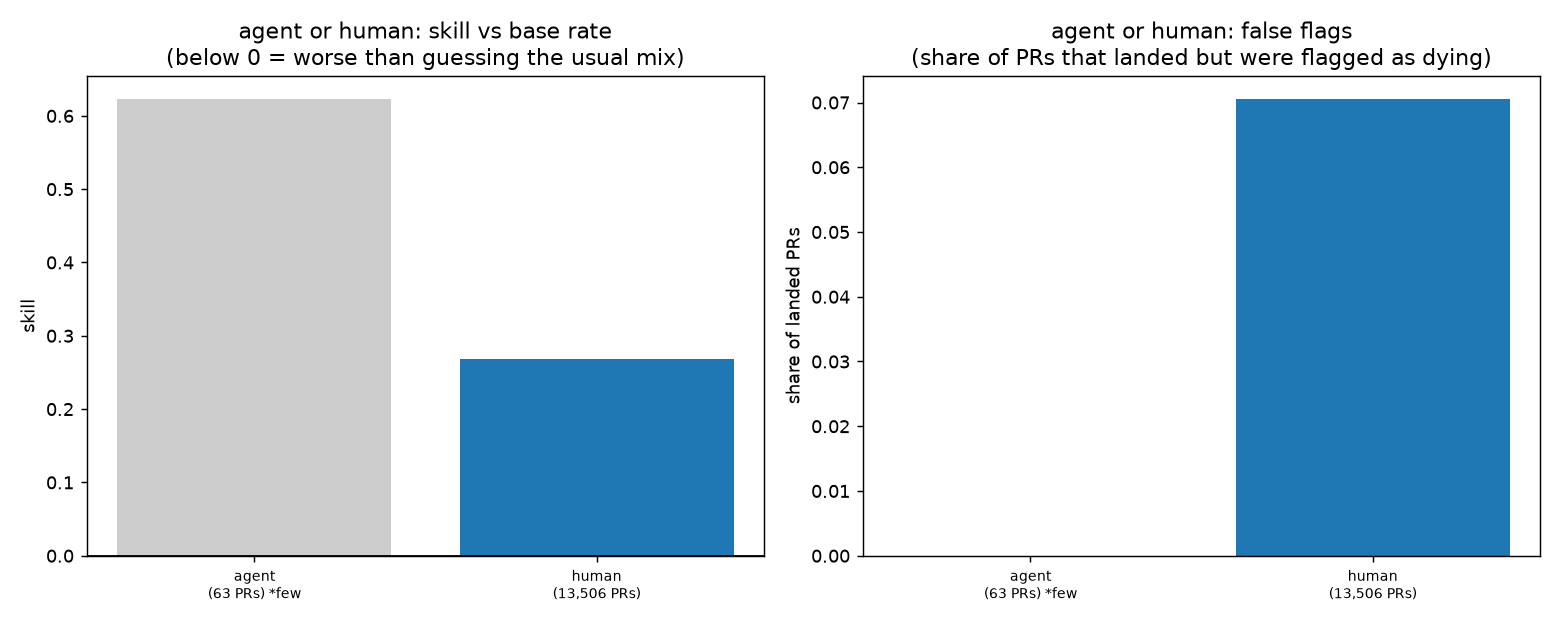 agent or human: skill vs base rate
(below 0 = worse than guessing the usual mix)
skill
0.6
0.5
0.4
0.3
0.2
0.1
0.0
agent
(63 PRs) *few
human
(13,506 PRs)
agent or human: false flags
(share of PRs that landed but were flagged as dying)
share of landed PRs
0.07
0.06
0.05
0.04
0.03
0.02
0.01
0.00
agent
(63 PRs) *few
human
(13,506 PRs)